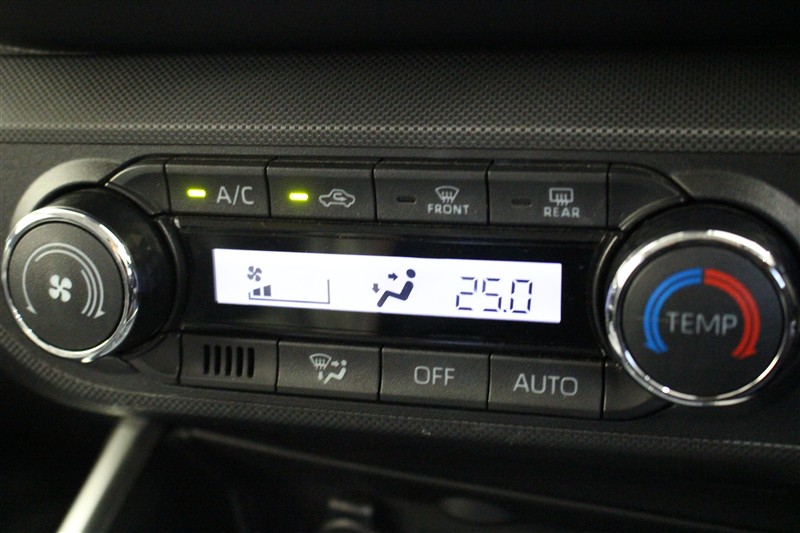 A/C
FRONT
REAR
25.0
TEMP
OFF
AUTO